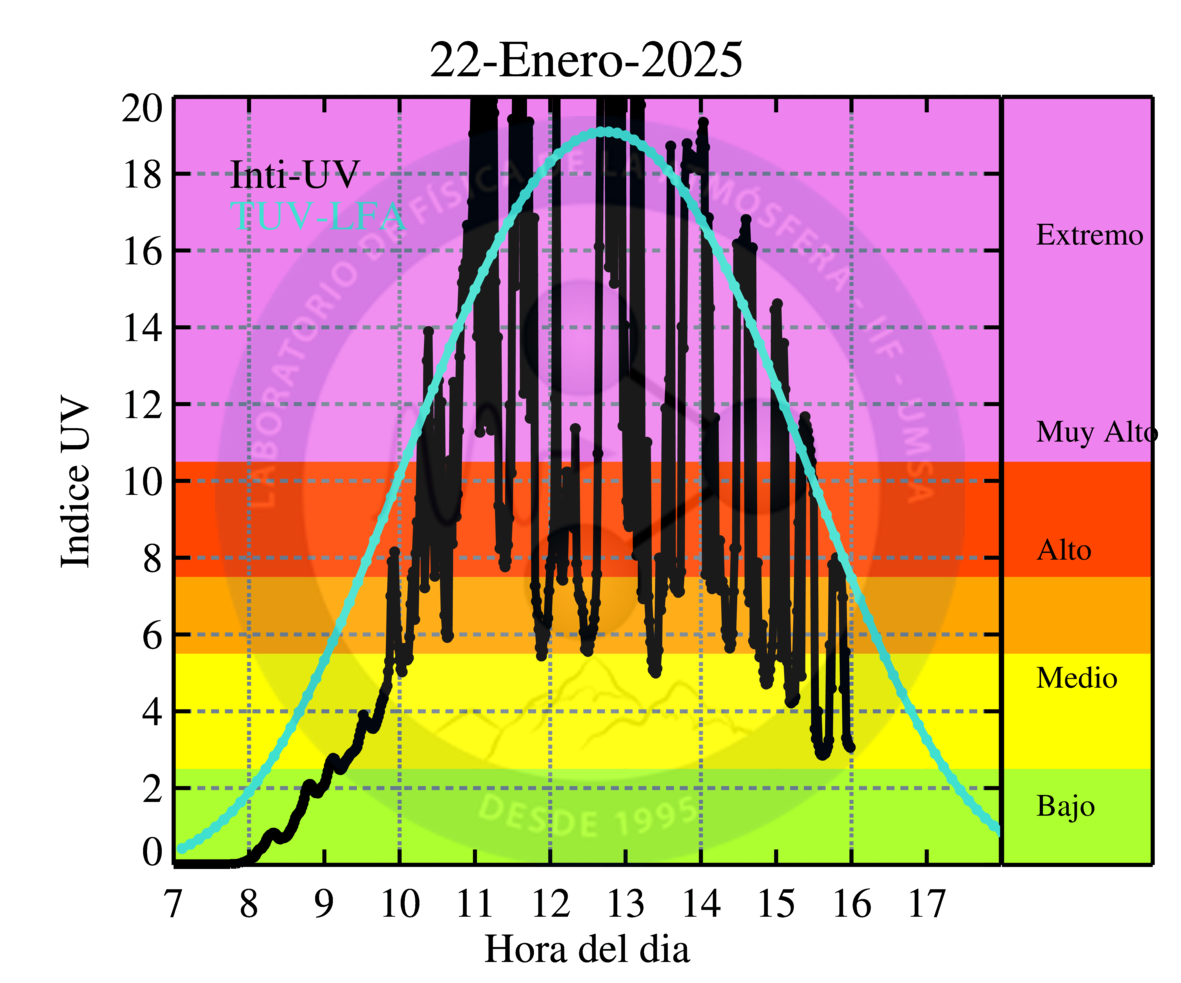 22-Enero-2025
20
18
16
14
12
10
8
6
4
2
0
Indice UV
Inti-UV
TUV-LFA
LABORATORIO DE FÍSICA DE LA ATMÓSFERA - IIF - UMSA
DESDE 1995
Extremo
Muy Alto
Alto
Medio
Bajo
7 8 9 10 11 12 13 14 15 16 17
Hora del dia